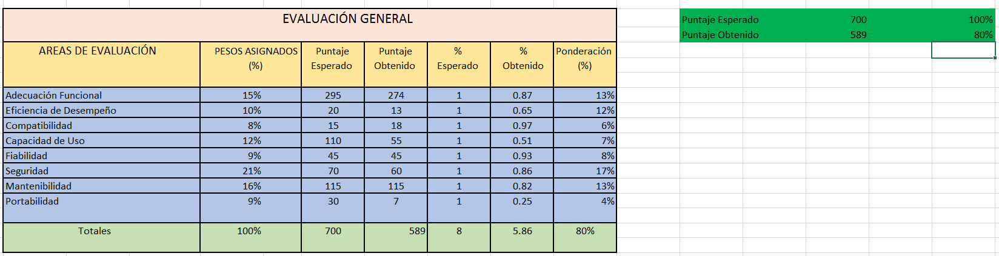 EVALUACIÓN GENERAL
Puntaje Esperado 700 100%
Puntaje Obtenido 589 80%
AREAS DE EVALUACIÓN PESOS ASIGNADOS (%) Puntaje Esperado Puntaje Obtenido % Esperado % Obtenido Ponderación (%)
Adecuación Funcional 15% 295 274 1 0.87 13%
Eficiencia de Desempeño 10% 20 13 1 0.65 12%
Compatibilidad 8% 15 18 1 0.97 6%
Capacidad de Uso 12% 110 55 1 0.51 7%
Fiabilidad 9% 45 45 1 0.93 8%
Seguridad 21% 70 60 1 0.86 17%
Mantenibilidad 16% 115 115 1 0.82 13%
Portabilidad 9% 30 7 1 0.25 4%
Totales 100% 700 589 8 5.86 80%